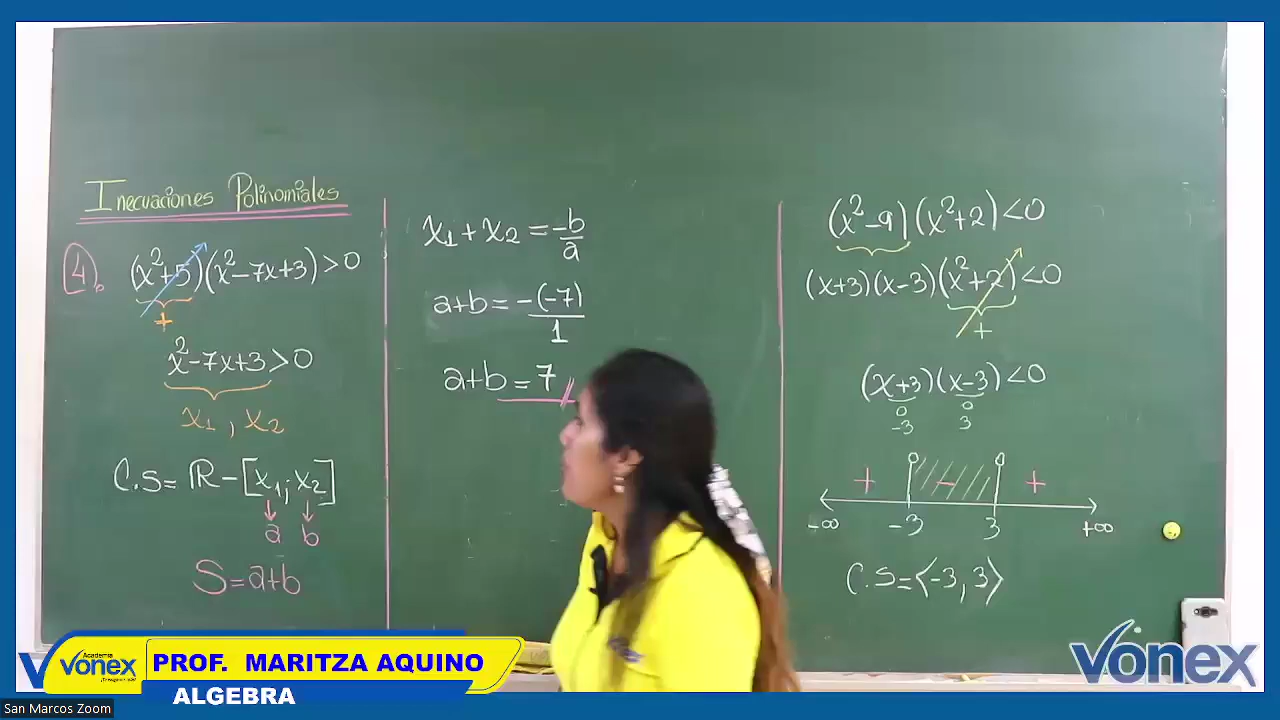 Inecuaciones Polinomiales
4). (x²+5)(x²-7x+3)>0
+
x²-7x+3>0
x₁, x₂
C.S=ℝ-[x₁; x₂]
a b
S=a+b
x₁+x₂=-b/a
a+b=-(-7)/1
a+b=7
(x²-9)(x²+2)<0
(x+3)(x-3)(x²+2)<0
+
(x+3)(x-3)<0
0 0
-3 3
+ - +
-∞ -3 3 +∞
C.S=⟨-3, 3⟩
Academia
Vonex
PROF. MARITZA AQUINO
ALGEBRA
vonex
San Marcos Zoom